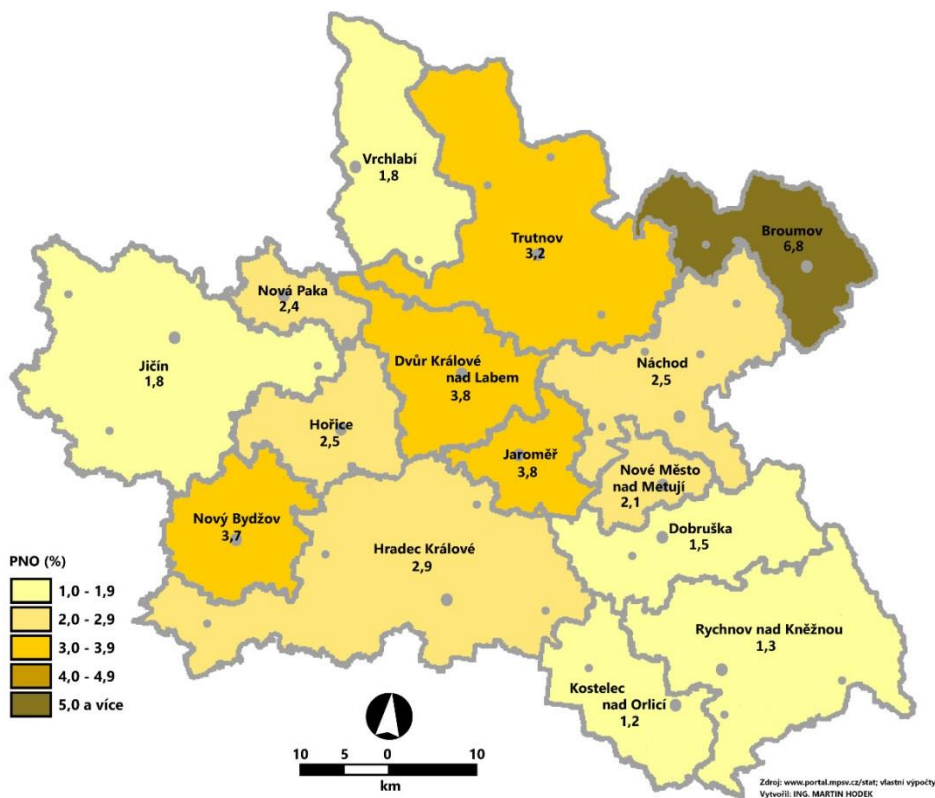 Vrchlabí
1,8
Trutnov
3,2
Broumov
6,8
Nová Paka
2,4
Jičín
1,8
Dvůr Králové
nad Labem
3,8
Náchod
2,5
Hořice
2,5
Jaroměř
3,8
Nové Město
nad Metují
2,1
Nový Bydžov
3,7
Hradec Králové
2,9
Dobruška
1,5
Rychnov nad Kněžnou
1,3
Kostelec
nad Orlicí
1,2
PNO (%)
1,0 - 1,9
2,0 - 2,9
3,0 - 3,9
4,0 - 4,9
5,0 a více
10 5 0 10
km
Zdroj: www.portal.mpsv.cz/stat; vlastní výpočty
Vytvořil: ING. MARTIN HODEK